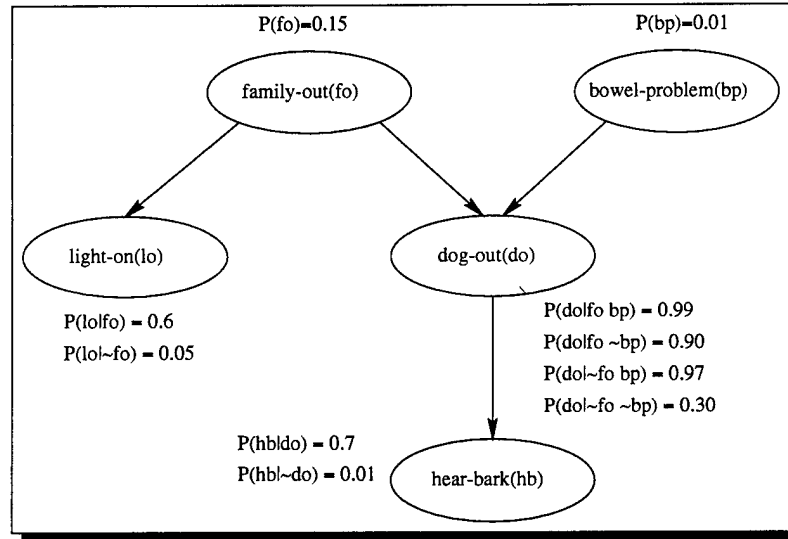 P(fo)=0.15
P(bp)=0.01
family-out(fo)
bowel-problem(bp)
light-on(lo)
dog-out(do)
P(lo|fo) = 0.6
P(lo|~fo) = 0.05
P(do|fo bp) = 0.99
P(do|fo ~bp) = 0.90
P(do|~fo bp) = 0.97
P(do|~fo ~bp) = 0.30
P(hb|do) = 0.7
P(hb|~do) = 0.01
hear-bark(hb)